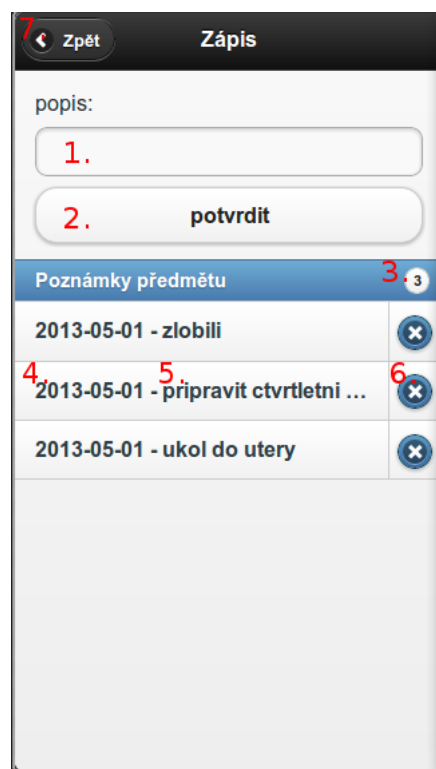 7. Zpět Zápis
popis:
1.
2. potvrdit
Poznámky předmětu 3. 3
2013-05-01 - zlobili
4. 5. 6.
2013-05-01 - připravit ctvrtletni ...
2013-05-01 - ukol do utery